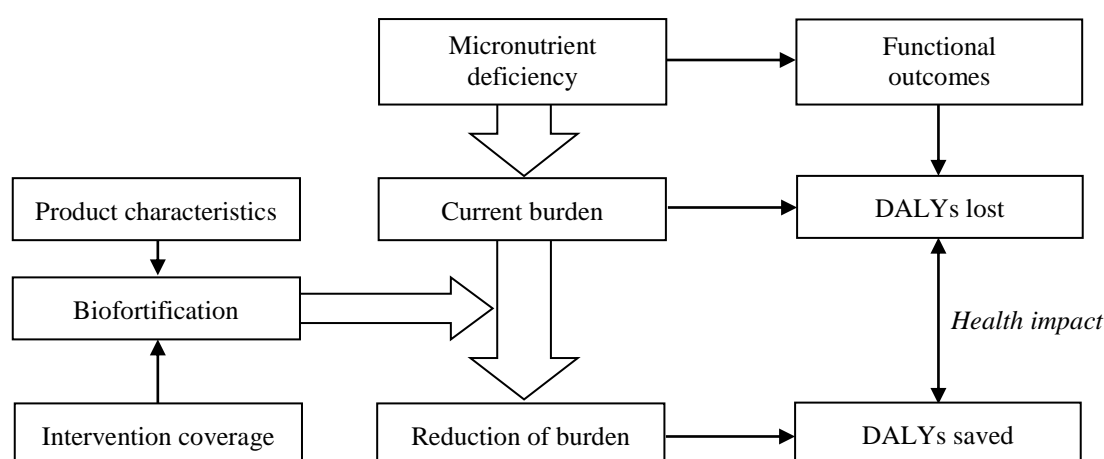 Micronutrient
deficiency
Functional
outcomes
Product characteristics
Current burden
DALYs lost
Biofortification
Health impact
Intervention coverage
Reduction of burden
DALYs saved